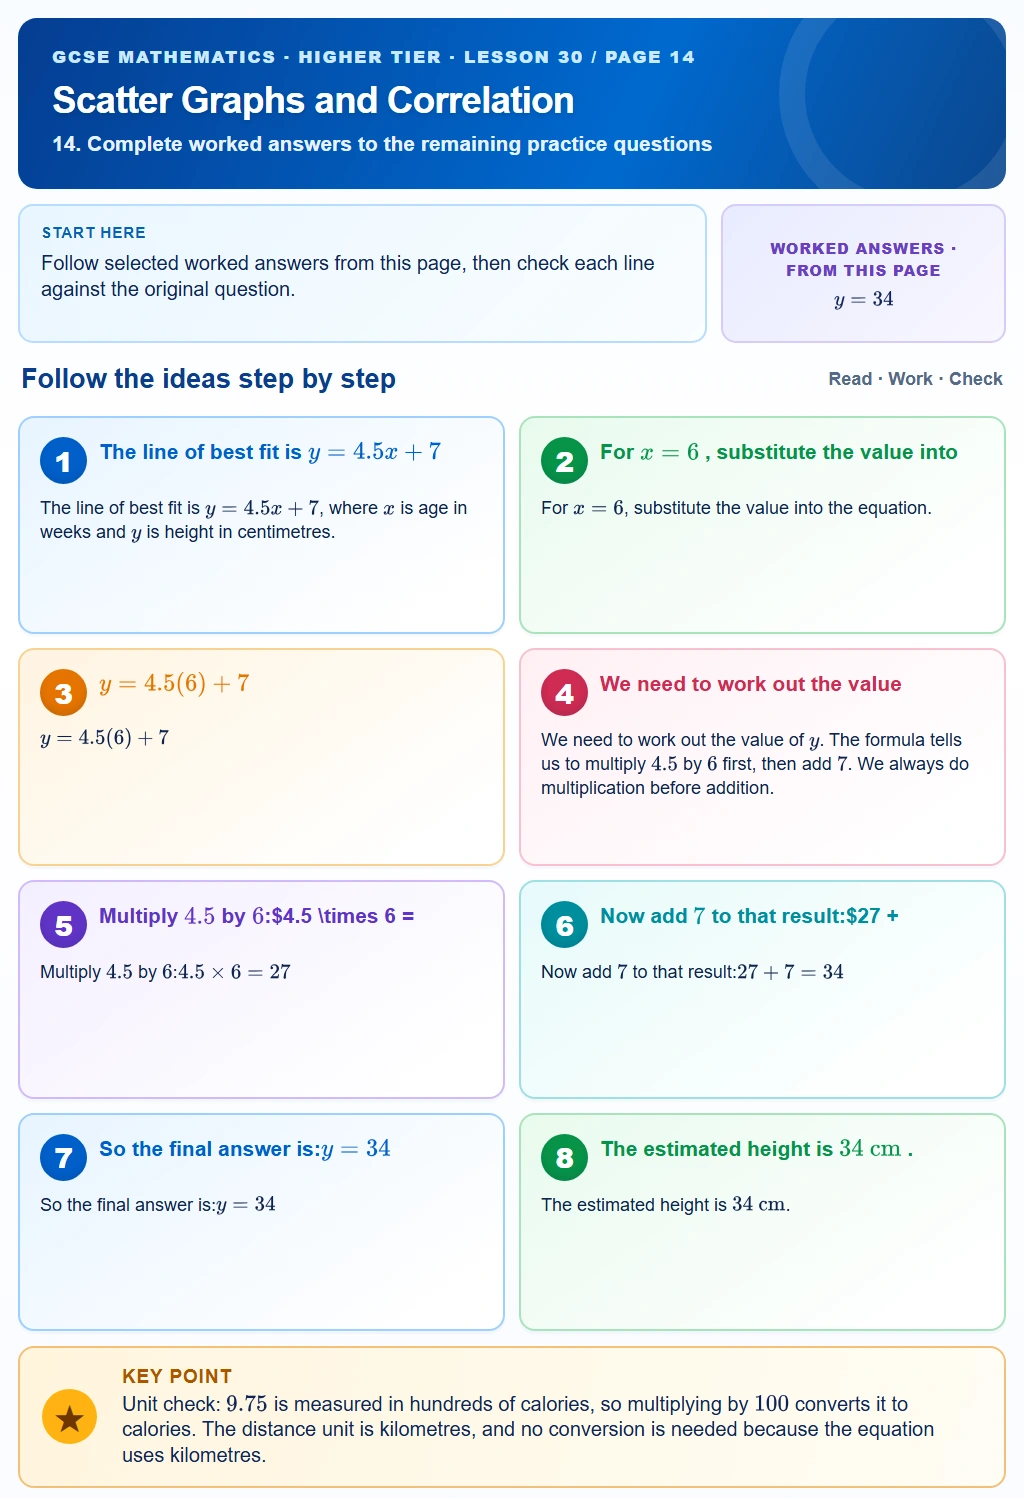 GCSE MATHEMATICS · HIGHER TIER · LESSON 30 / PAGE 14
Scatter Graphs and Correlation
14. Complete worked answers to the remaining practice questions
START HERE
Follow selected worked answers from this page, then check each line
against the original question.
WORKED ANSWERS ·
FROM THIS PAGE
y = 34
Follow the ideas step by step
Read · Work · Check
1
The line of best fit is y = 4.5x + 7
The line of best fit is y = 4.5x + 7, where x is age in
weeks and y is height in centimetres.
2
For x = 6 , substitute the value into
For x = 6, substitute the value into the equation.
3
y = 4.5(6) + 7
y = 4.5(6) + 7
4
We need to work out the value
We need to work out the value of y. The formula tells
us to multiply 4.5 by 6 first, then add 7. We always do
multiplication before addition.
5
Multiply 4.5 by 6:$4.5 \times 6 =
Multiply 4.5 by 6:4.5 × 6 = 27
6
Now add 7 to that result:$27 +
Now add 7 to that result:27 + 7 = 34
7
So the final answer is:y = 34
So the final answer is:y = 34
8
The estimated height is 34 cm .
The estimated height is 34 cm.
KEY POINT
Unit check: 9.75 is measured in hundreds of calories, so multiplying by 100 converts it to
calories. The distance unit is kilometres, and no conversion is needed because the equation
uses kilometres.